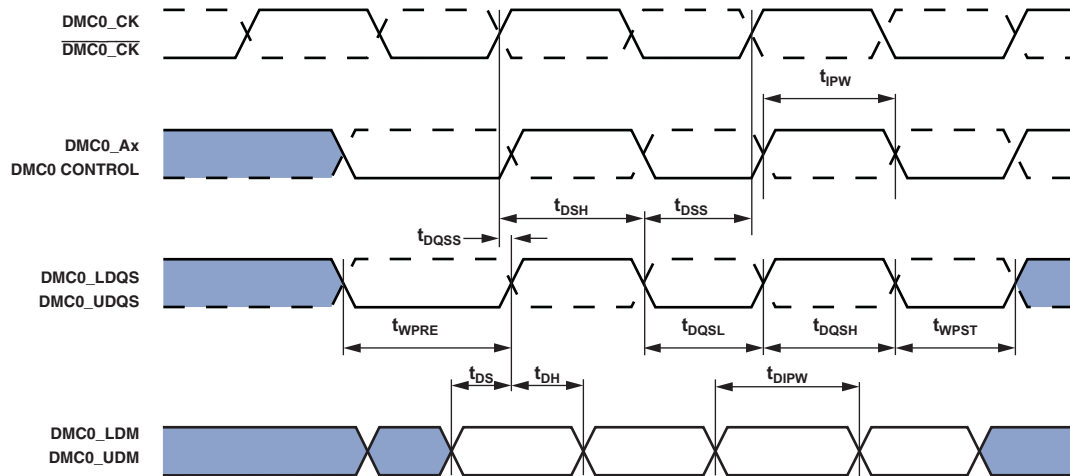 DMC0_CK
DMC0_CK
tIPW
DMC0_Ax
DMC0 CONTROL
tDSH
tDSS
tDQSS
DMC0_LDQS
DMC0_UDQS
tWPRE
tDQSL
tDQSH
tWPST
tDS
tDH
tDIPW
DMC0_LDM
DMC0_UDM